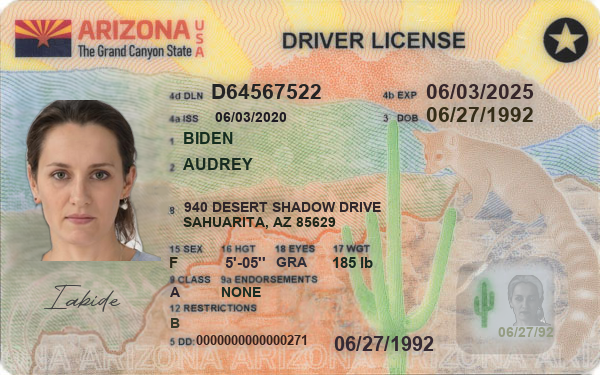 ARIZONA USA
The Grand Canyon State
DRIVER LICENSE
4d DLN D64567522
4b EXP 06/03/2025
4a ISS 06/03/2020
3 DOB 06/27/1992
1 BIDEN
2 AUDREY
8 940 DESERT SHADOW DRIVE
SAHUARITA, AZ 85629
15 SEX 16 HGT 18 EYES 17 WGT
F 5'-05" GRA 185 lb
9 CLASS 9a ENDORSEMENTS
A NONE
12 RESTRICTIONS
B
Iabide
5 DD: 0000000000000271
06/27/1992
06/27/92
ARIZONA ARIZONA ARIZONA ARIZONA